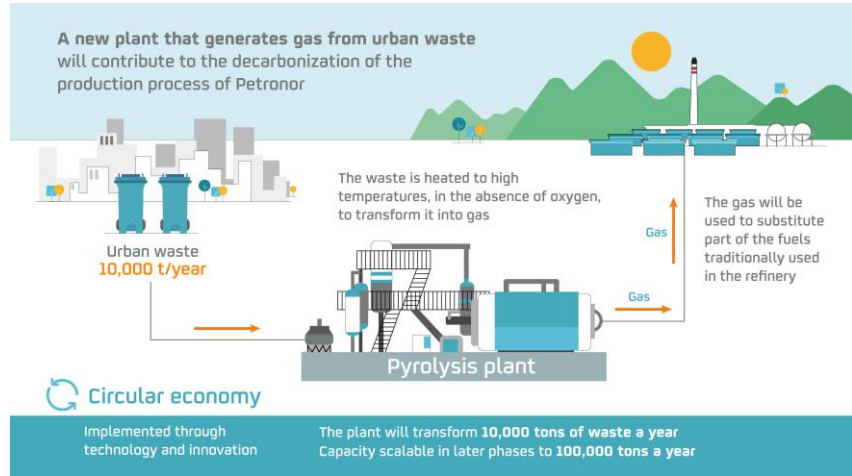 A new plant that generates gas from urban waste
will contribute to the decarbonization of the
production process of Petronor
The waste is heated to high
temperatures, in the absence of oxygen,
to transform it into gas
Urban waste
10,000 t/year
Gas
The gas will be
used to substitute
part of the fuels
traditionally used
in the refinery
Gas
Pyrolysis plant
Circular economy
Implemented through
technology and innovation
The plant will transform 10,000 tons of waste a year
Capacity scalable in later phases to 100,000 tons a year